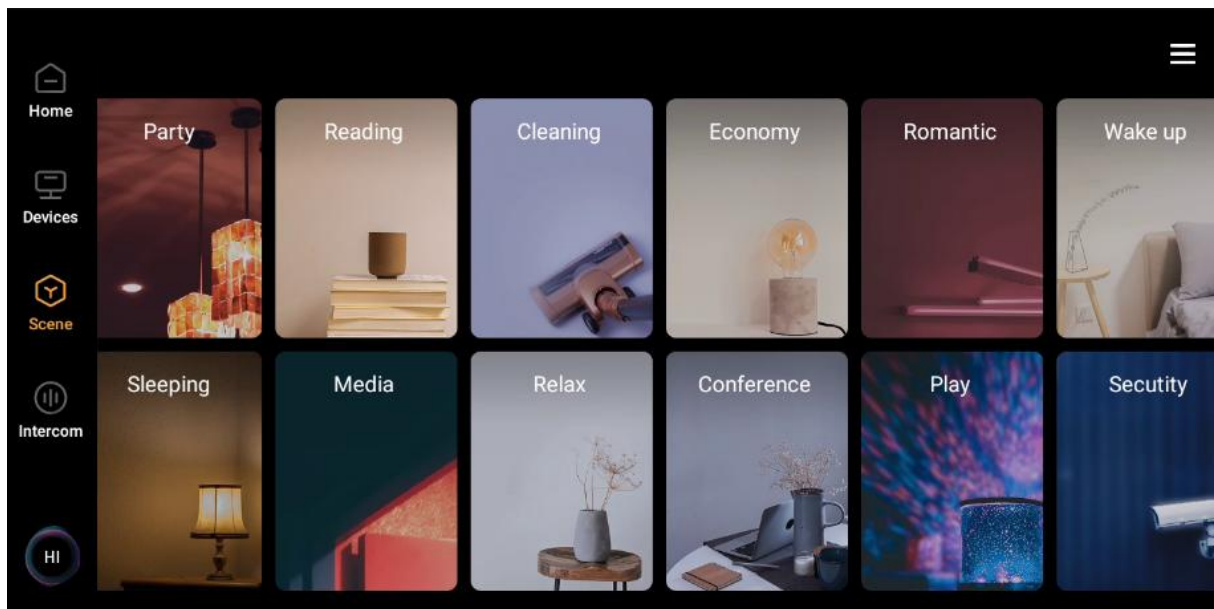 Home
Devices
Scene
Intercom
HI
Party
Reading
Cleaning
Economy
Romantic
Wake up
Sleeping
Media
Relax
Conference
Play
Secutity